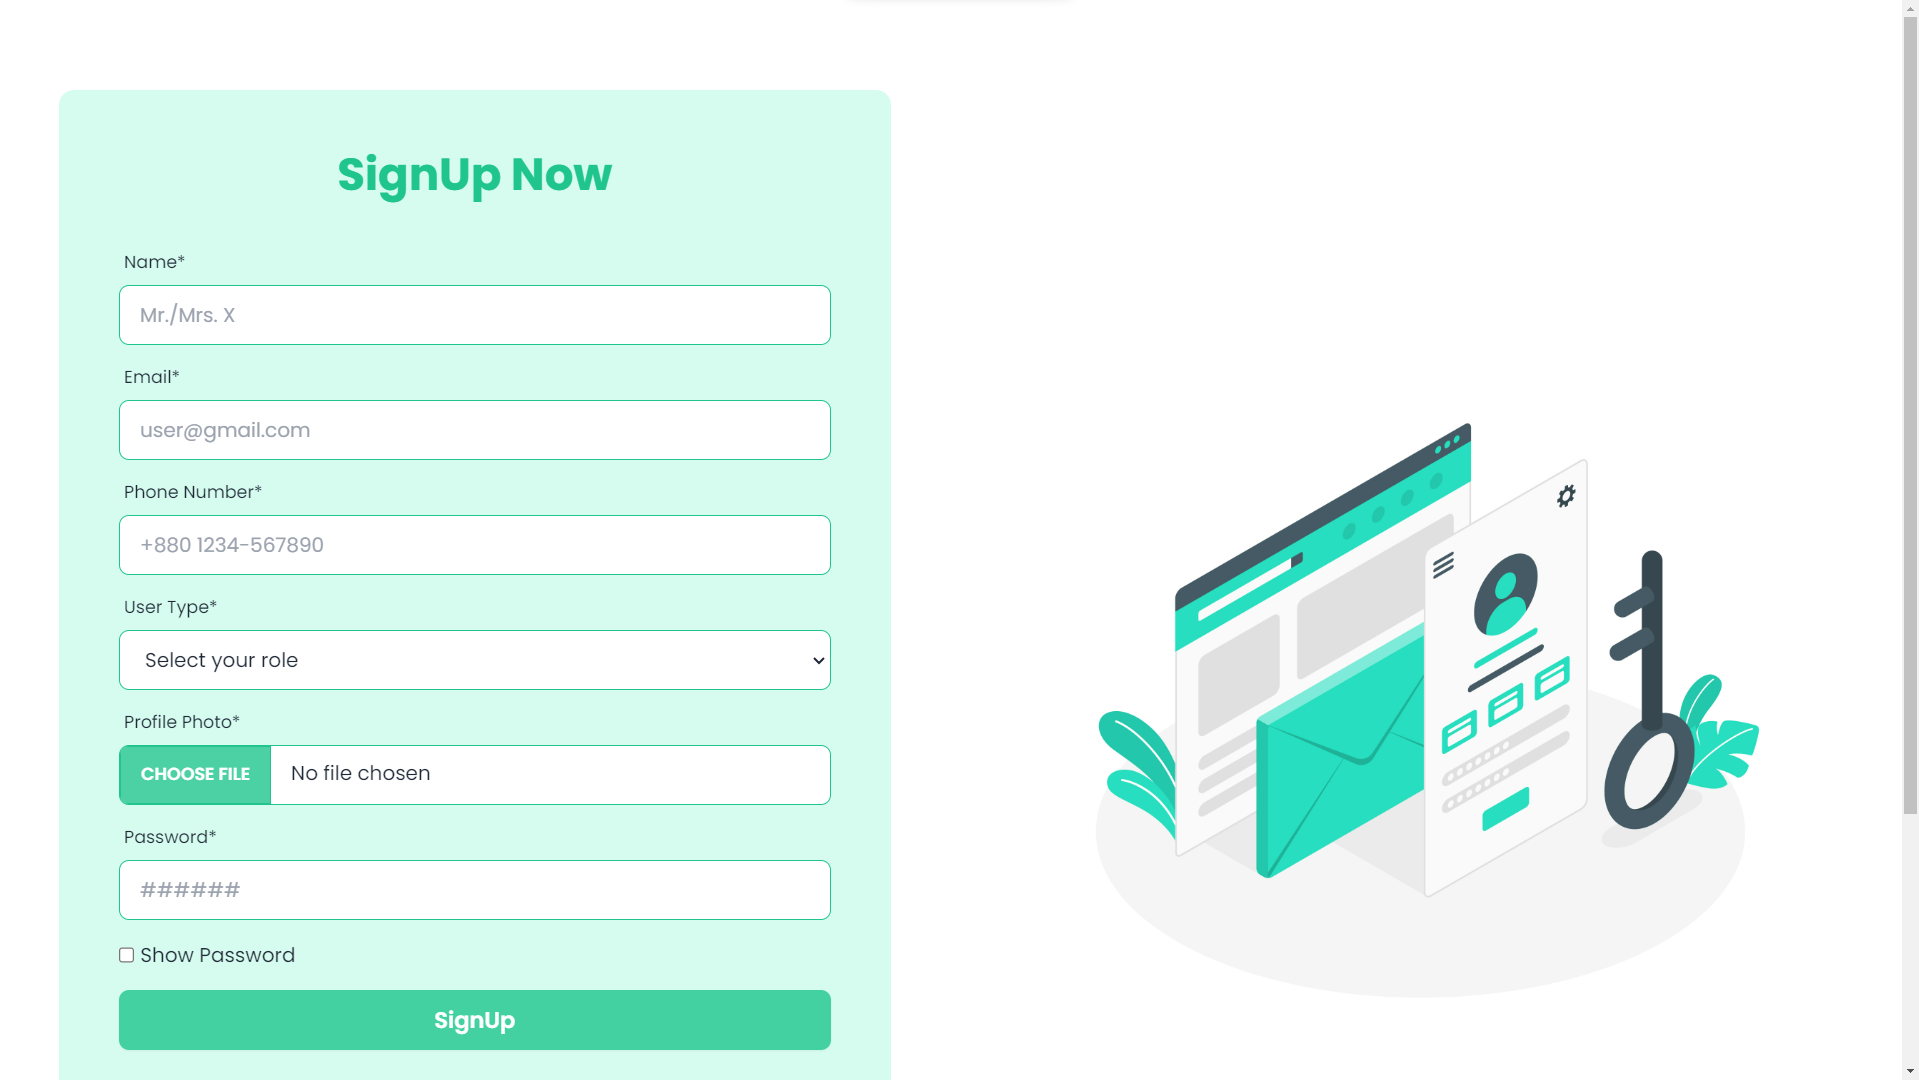 SignUp Now
Name*
Mr./Mrs. X
Email*
user@gmail.com
Phone Number*
+880 1234-567890
User Type*
Select your role
Profile Photo*
CHOOSE FILE No file chosen
Password*
######
Show Password
SignUp